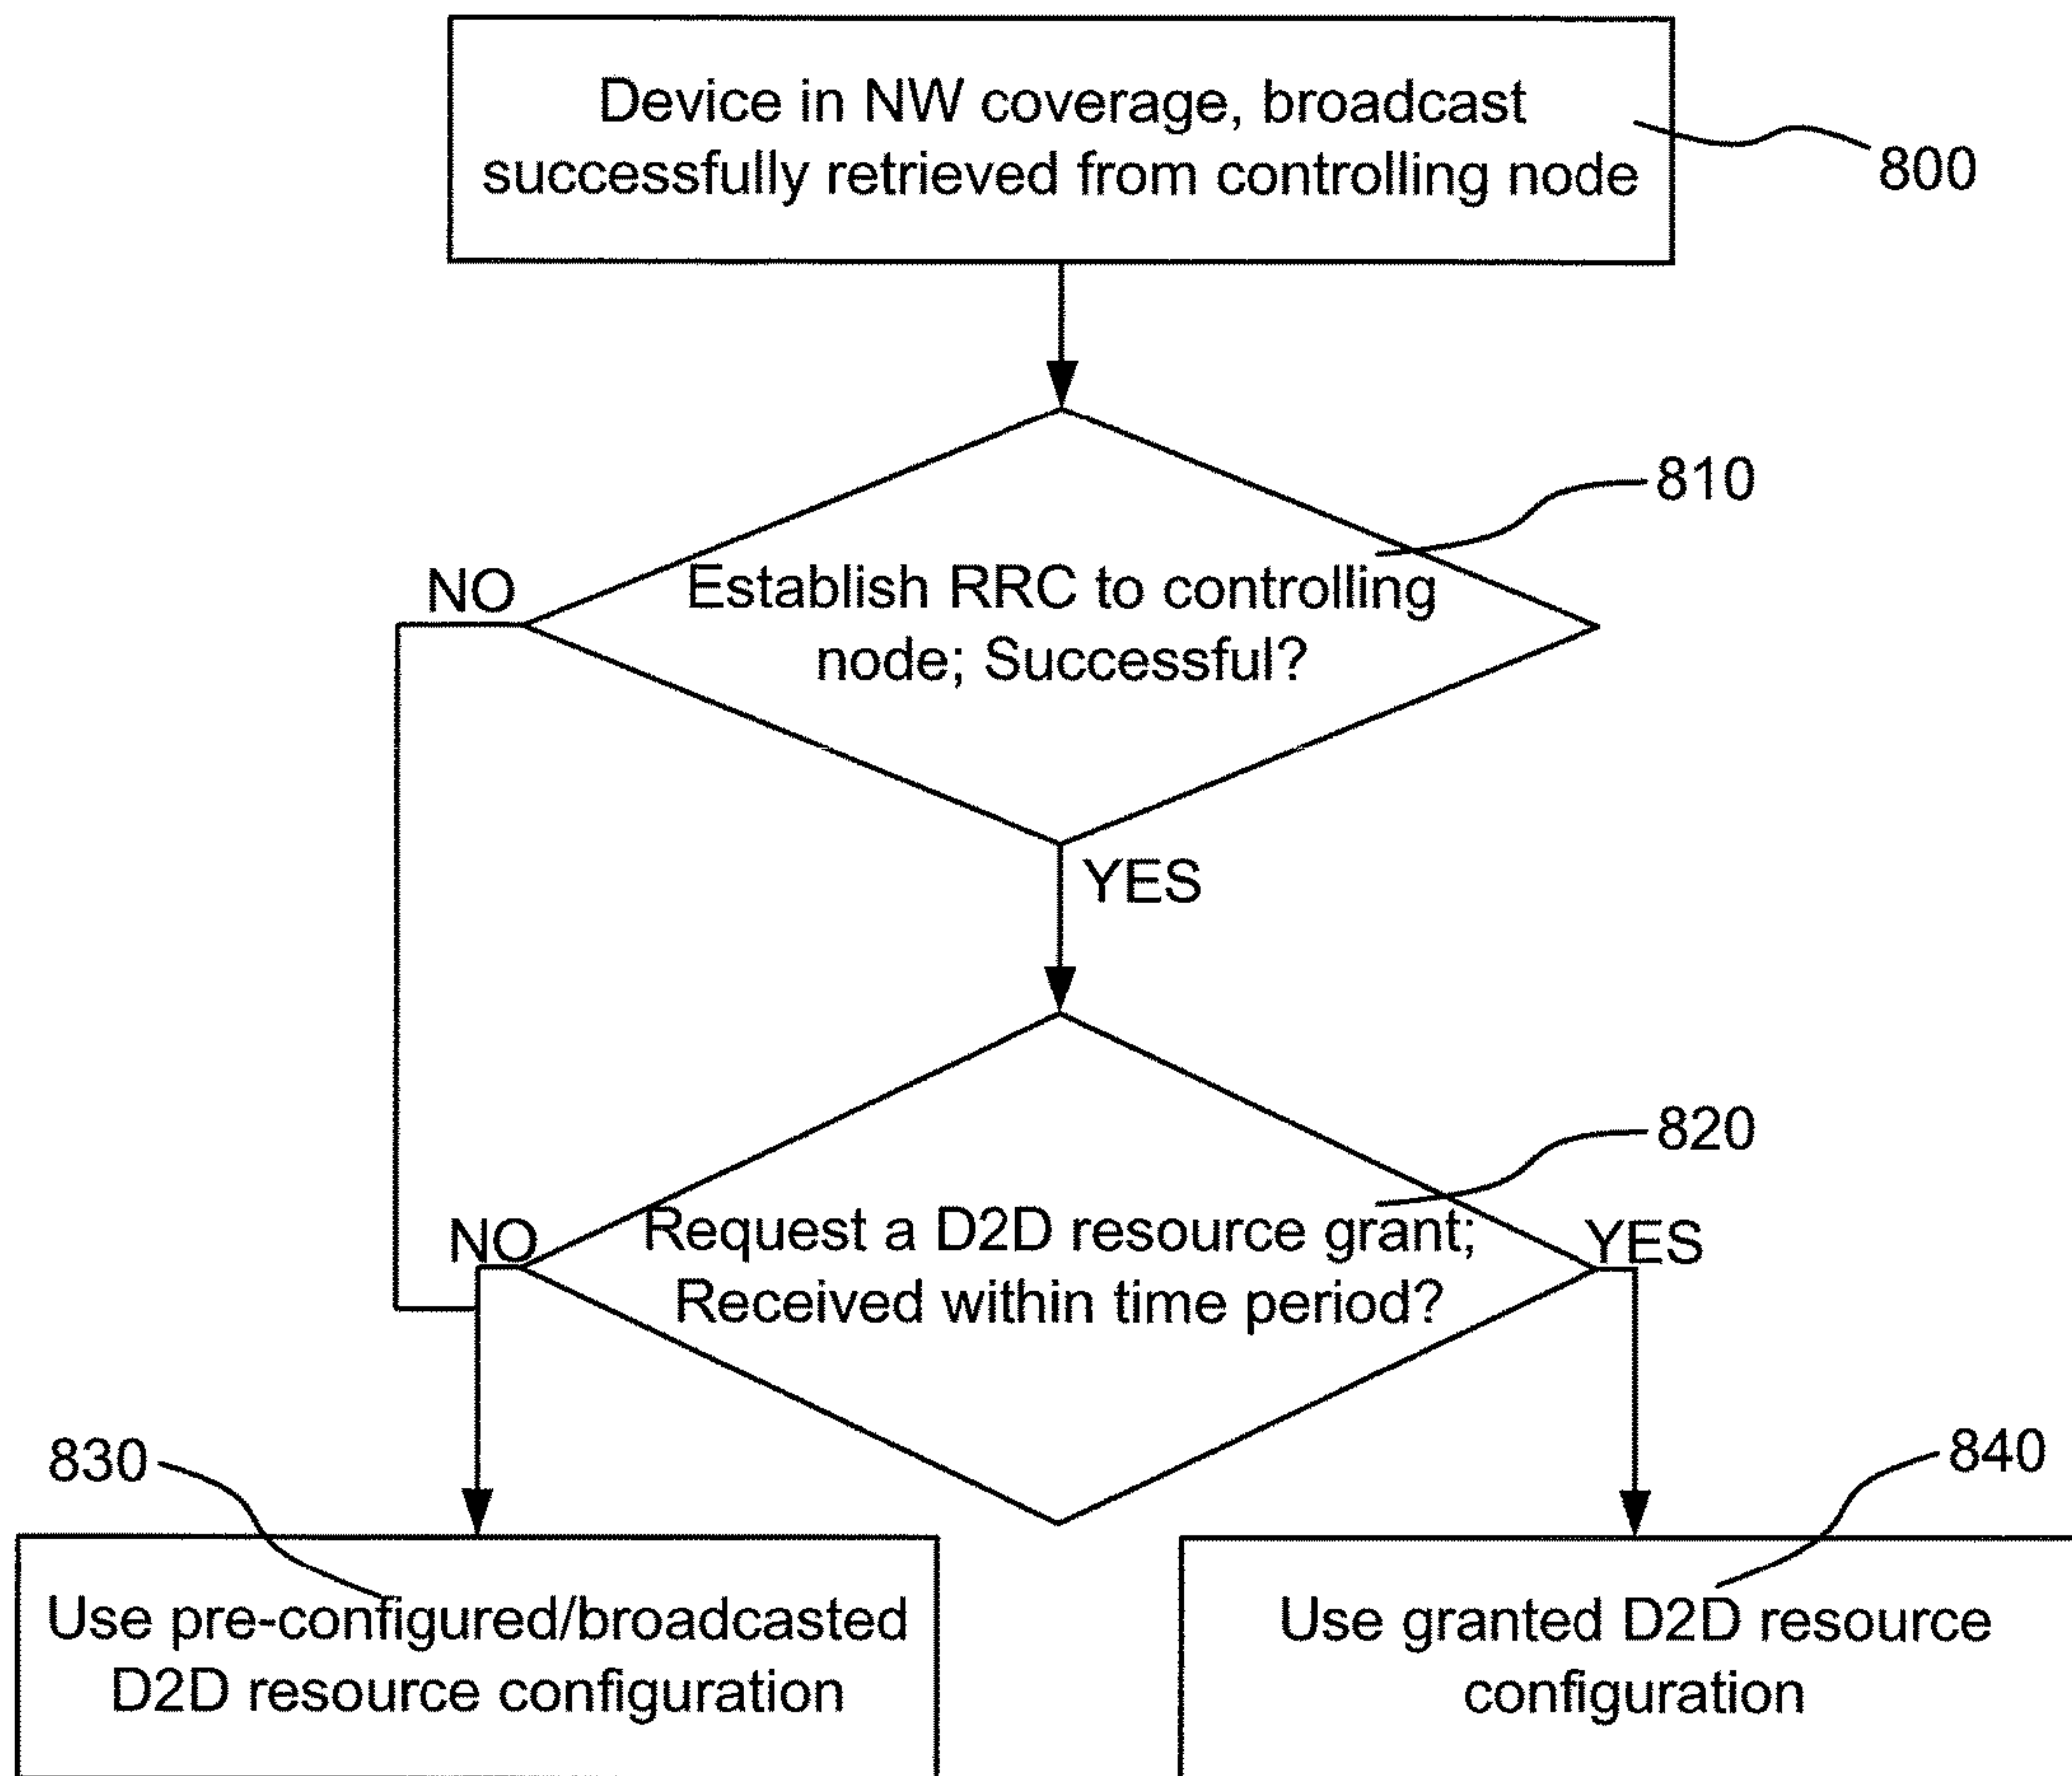 Device in NW coverage, broadcast
successfully retrieved from controlling node
800
810
NO
Establish RRC to controlling
node; Successful?
YES
820
NO
Request a D2D resource grant;
Received within time period?
YES
830
840
Use pre-configured/broadcasted
D2D resource configuration
Use granted D2D resource
configuration